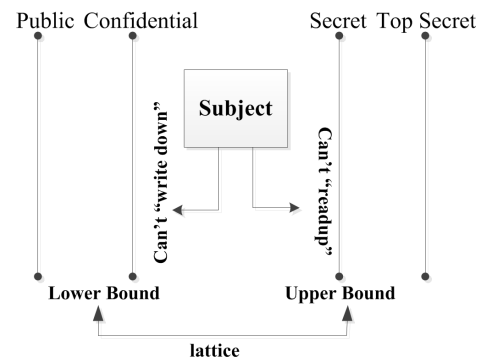 Public Confidential Secret Top Secret
Subject
Can't "write down"
Can't "readup"
Lower Bound Upper Bound
lattice